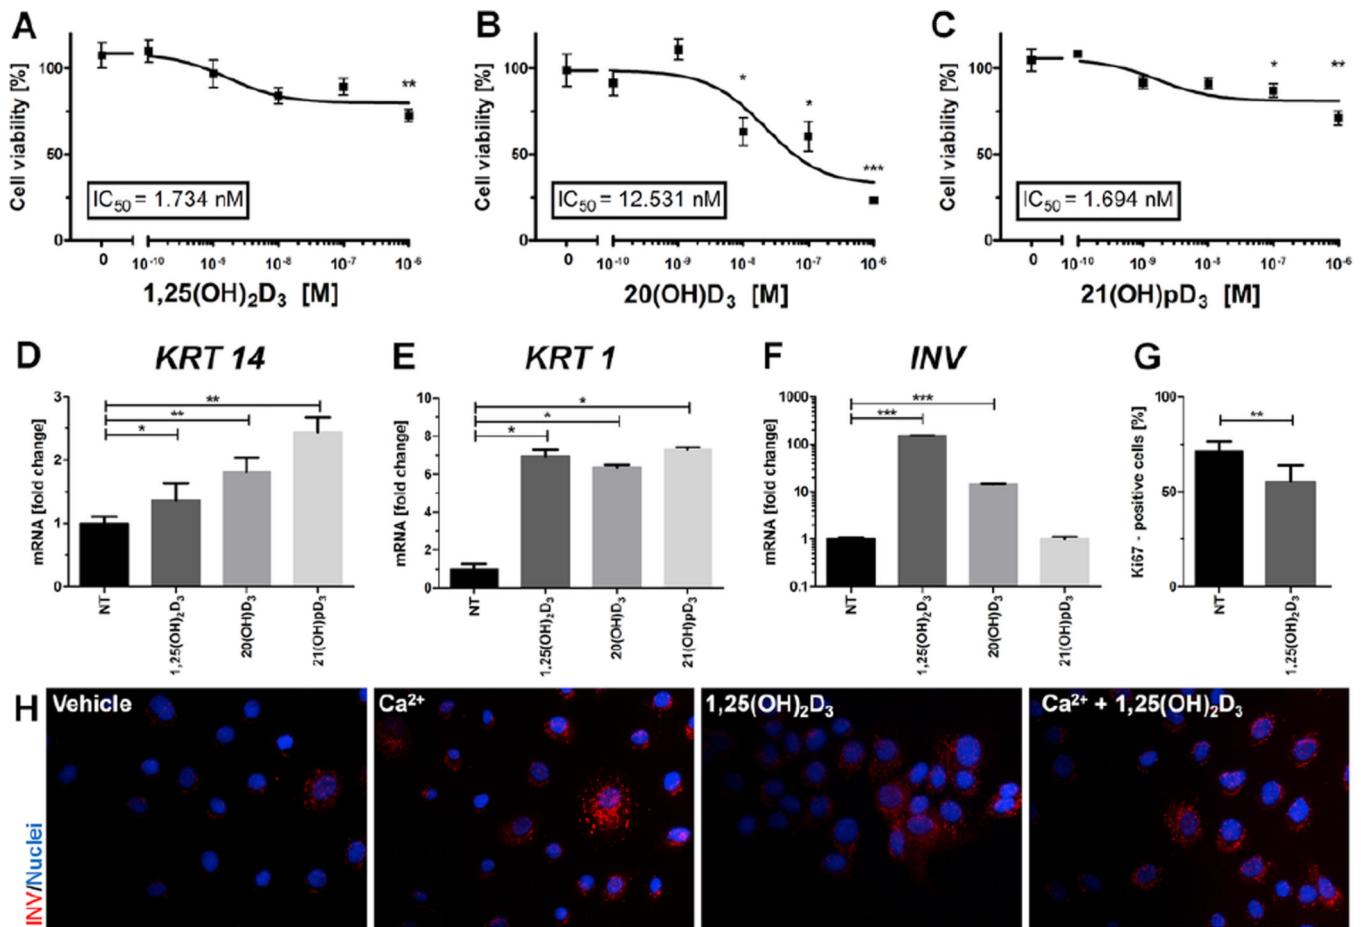 A
B
C
Cell viability [%]
100
50
0
**
IC50 = 1.734 nM
0 10-10 10-9 10-8 10-7 10-6
1,25(OH)2D3 [M]
Cell viability [%]
100
50
0
*
*
***
IC50 = 12.531 nM
0 10-10 10-9 10-8 10-7 10-6
20(OH)D3 [M]
Cell viability [%]
100
50
0
*
**
IC50 = 1.694 nM
0 10-10 10-9 10-8 10-7 10-6
21(OH)pD3 [M]
D
KRT 14
mRNA [fold change]
3
2
1
0
**
**
*
NT
1,25(OH)2D3
20(OH)D3
21(OH)pD3
E
KRT 1
mRNA [fold change]
10
8
6
4
2
0
*
*
*
NT
1,25(OH)2D3
20(OH)D3
21(OH)pD3
F
INV
mRNA [fold change]
1000
100
10
1
0.1
***
***
NT
1,25(OH)2D3
20(OH)D3
21(OH)pD3
G
Ki67 - positive cells [%]
100
50
0
**
NT
1,25(OH)2D3
H
INV/Nuclei
Vehicle
Ca2+
1,25(OH)2D3
Ca2+ + 1,25(OH)2D3